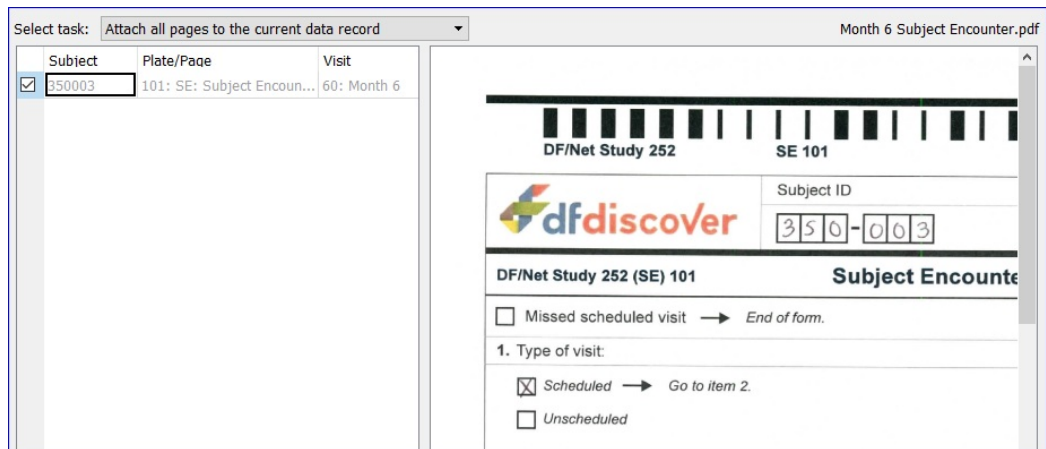 Select task: Attach all pages to the current data record
Month 6 Subject Encounter.pdf
Subject Plate/Page Visit
350003 101: SE: Subject Encoun... 60: Month 6
DF/Net Study 252 SE 101
dfdiscover
Subject ID
350-003
DF/Net Study 252 (SE) 101 Subject Encounte
Missed scheduled visit → End of form.
1. Type of visit:
Scheduled → Go to item 2.
Unscheduled